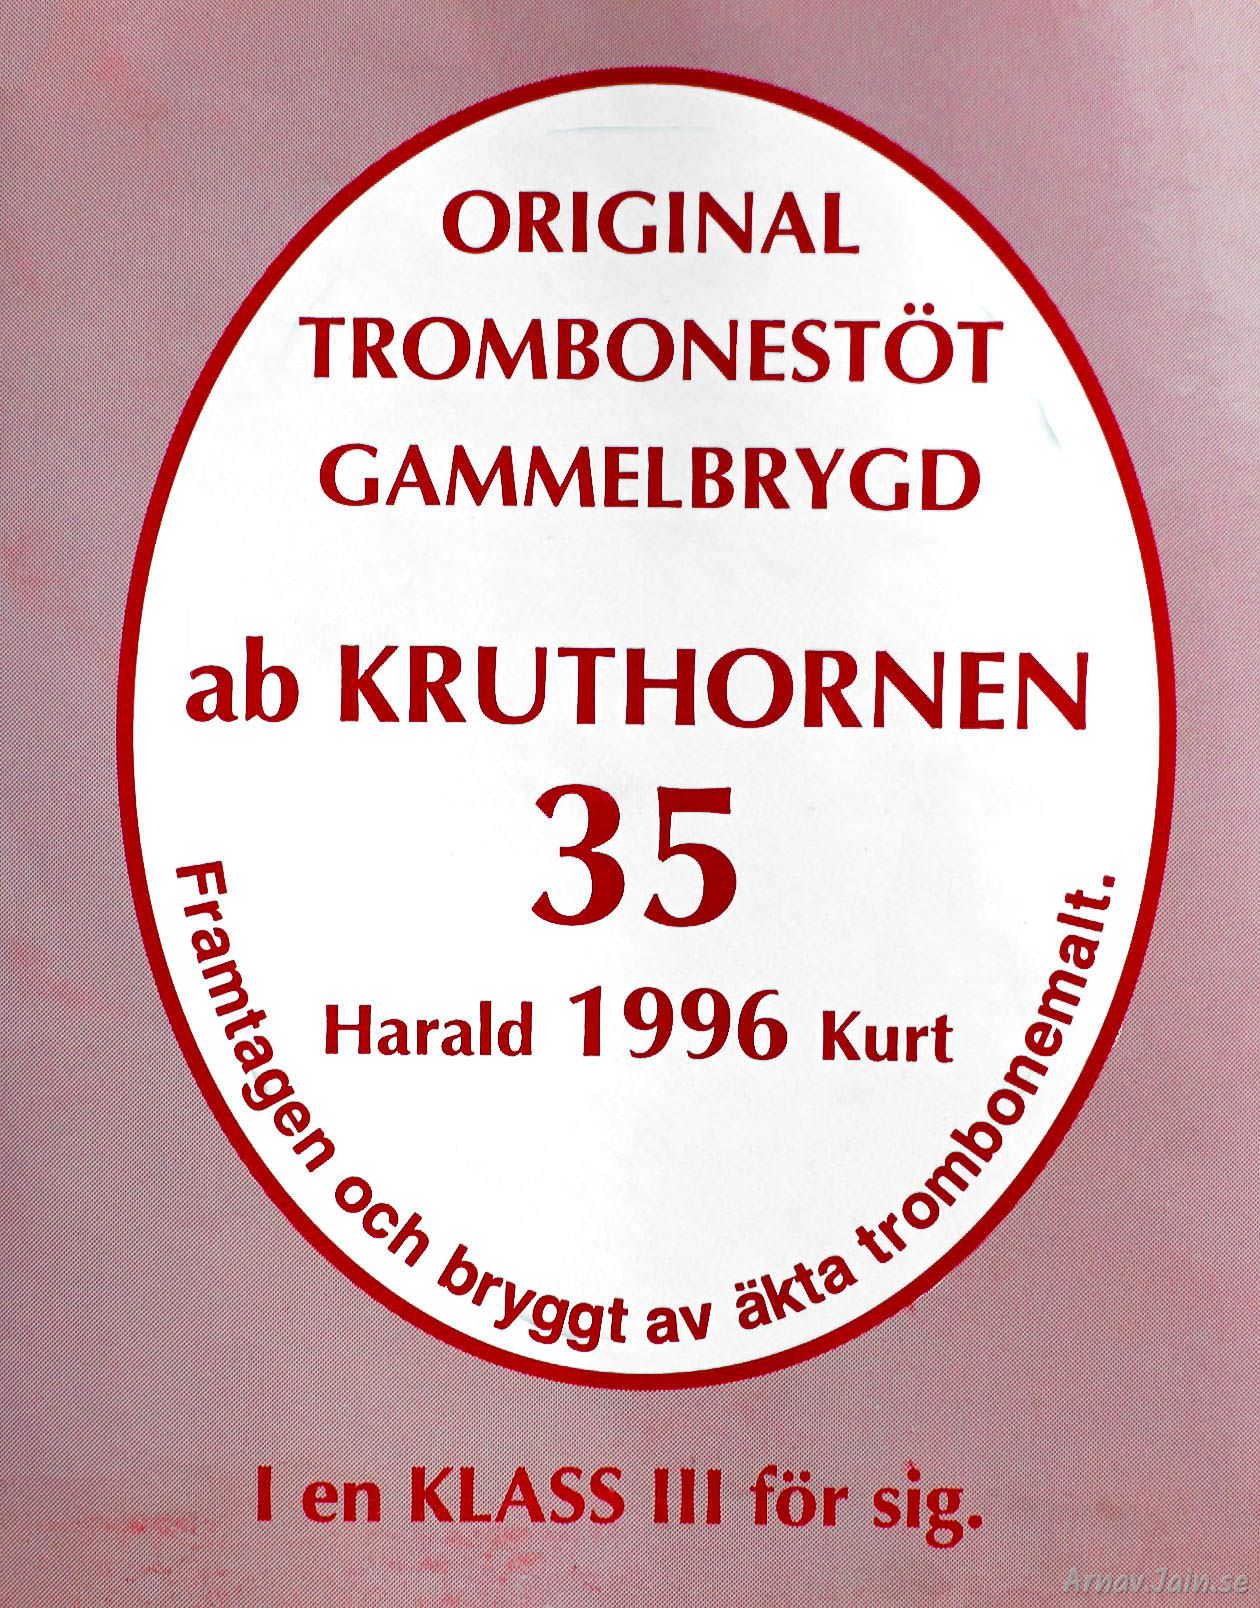 ORIGINAL
TROMBONESTÖT
GAMMELBRYGD
ab KRUTHORNEN
35
Harald 1996 Kurt
Framtagen och bryggt av äkta trombonemalt.
I en KLASS III för sig.
Arnav.Jain.se